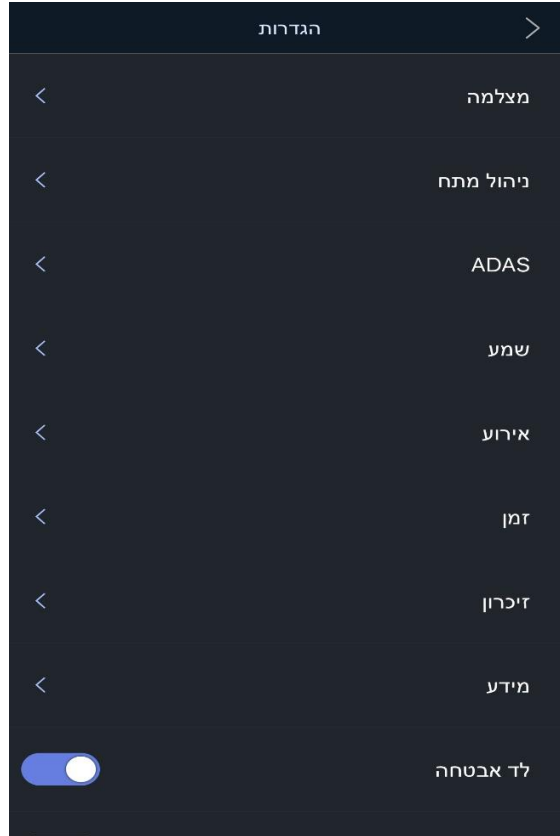 הגדרות
מצלמה
ניהול מתח
ADAS
שמע
אירוע
זמן
זיכרון
מידע
לד אבטחה